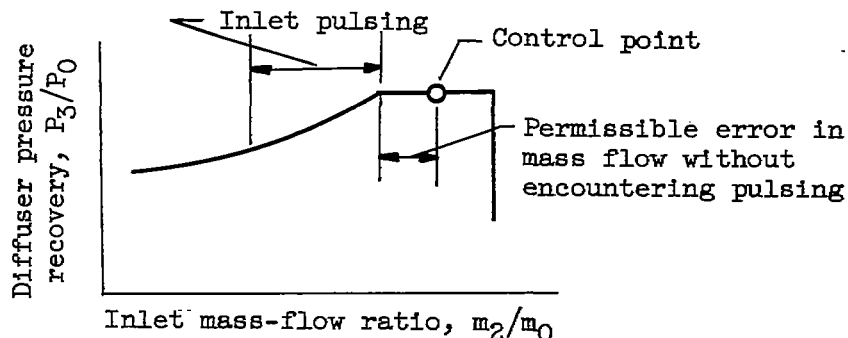 Inlet pulsing
Control point
Permissible error in
mass flow without
encountering pulsing
Diffuser pressure
recovery, P3/P0
Inlet mass-flow ratio, m2/m0